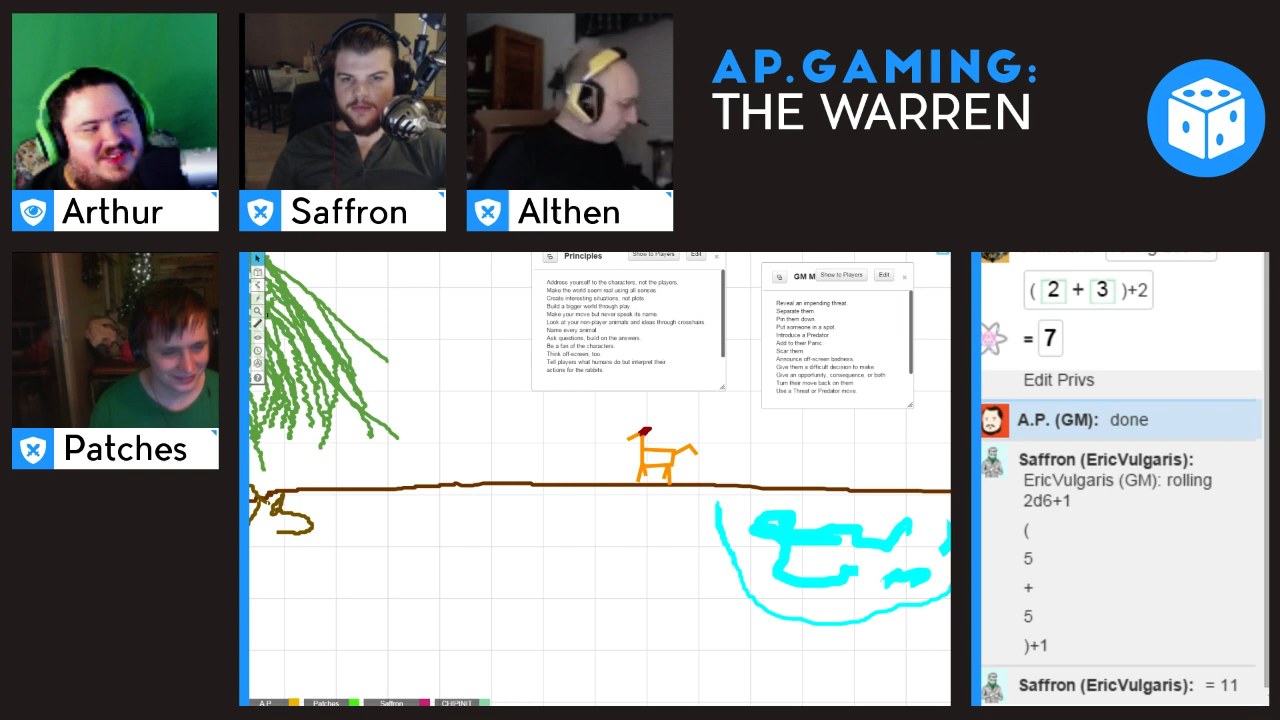 AP.GAMING:
THE WARREN
Arthur
Saffron
Althen
Patches
Principles
Show to Players
Edit
Address yourself to the characters, not the players.
Make the world seem real using all senses
Create interesting situations, not plots.
Build a bigger world through play.
Make your move but never speak its name.
Look at your non-player animals and ideas through crosshairs.
Name every animal.
Ask questions, build on the answers.
Be a fan of the characters.
Think off-screen, too.
Tell players what humans do but interpret their
actions for the rabbits.
GM M
Show to Players
Edit
Reveal an impending threat.
Separate them.
Pin them down.
Put someone in a spot.
Introduce a Predator
Add to their Panic.
Scar them.
Announce off-screen badness.
Give them a difficult decision to make.
Give an opportunity, consequence, or both
Turn their move back on them.
Use a Threat or Predator move.
A.P.
Patches
Saffron
(2+3)+2
= 7
Edit Privs
A.P. (GM): done
Saffron (EricVulgaris):
EricVulgaris (GM): rolling
2d6+1
(
5
+
5
)+1
Saffron (EricVulgaris): = 11